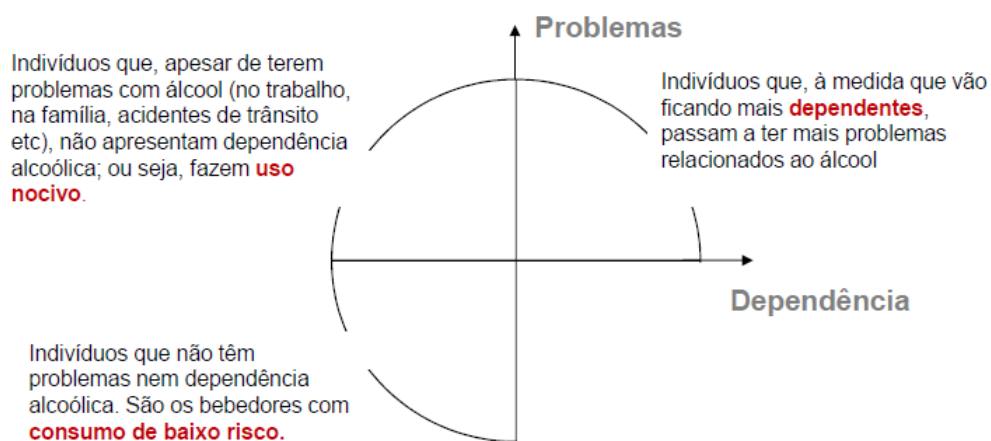 Problemas
Indivíduos que, apesar de terem
problemas com álcool (no trabalho,
na família, acidentes de trânsito
etc), não apresentam dependência
alcoólica; ou seja, fazem uso
nocivo.
Indivíduos que, à medida que vão
ficando mais dependentes,
passam a ter mais problemas
relacionados ao álcool
Dependência
Indivíduos que não têm
problemas nem dependência
alcoólica. São os bebedores com
consumo de baixo risco.